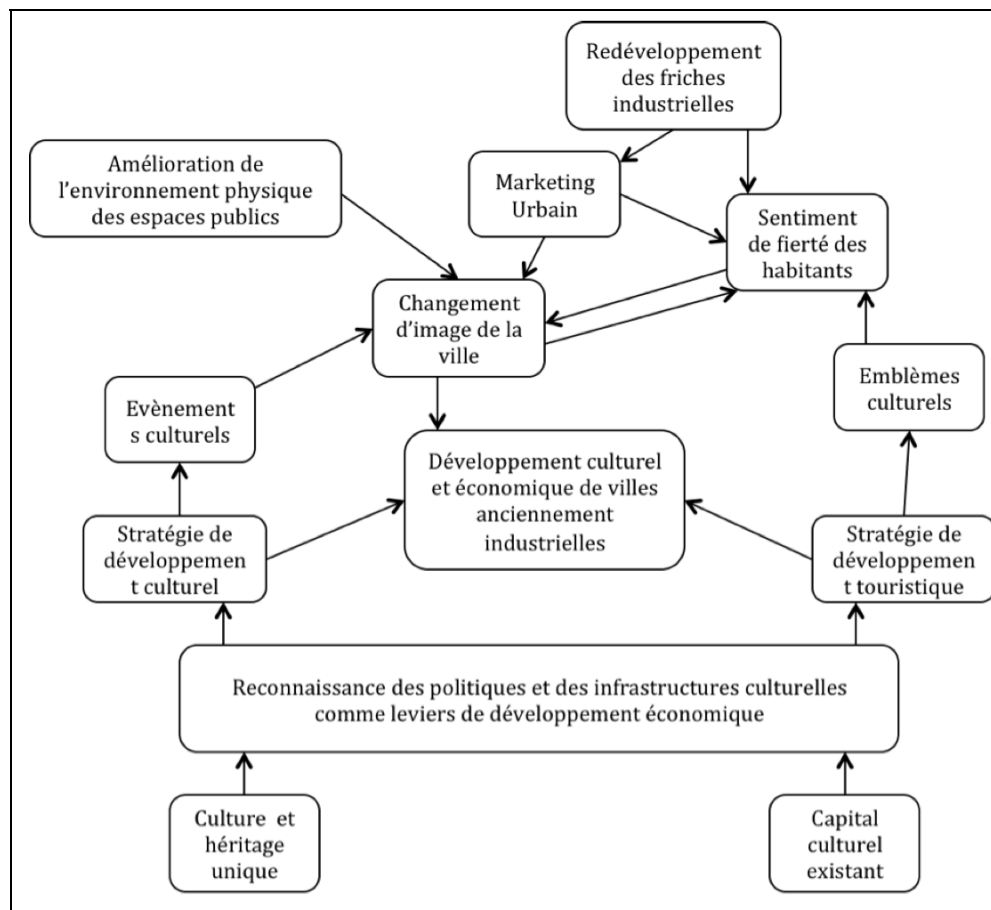 Redéveloppement
des friches
industrielles
Amélioration de
l'environnement physique
des espaces publics
Marketing
Urbain
Sentiment
de fierté des
habitants
Changement
d'image de la
ville
Evènement
s culturels
Emblèmes
culturels
Développement culturel
et économique de villes
anciennement
industrielles
Stratégie de
développemen
t culturel
Stratégie de
développemen
t touristique
Reconnaissance des politiques et des infrastructures culturelles
comme leviers de développement économique
Culture et
héritage
unique
Capital
culturel
existant